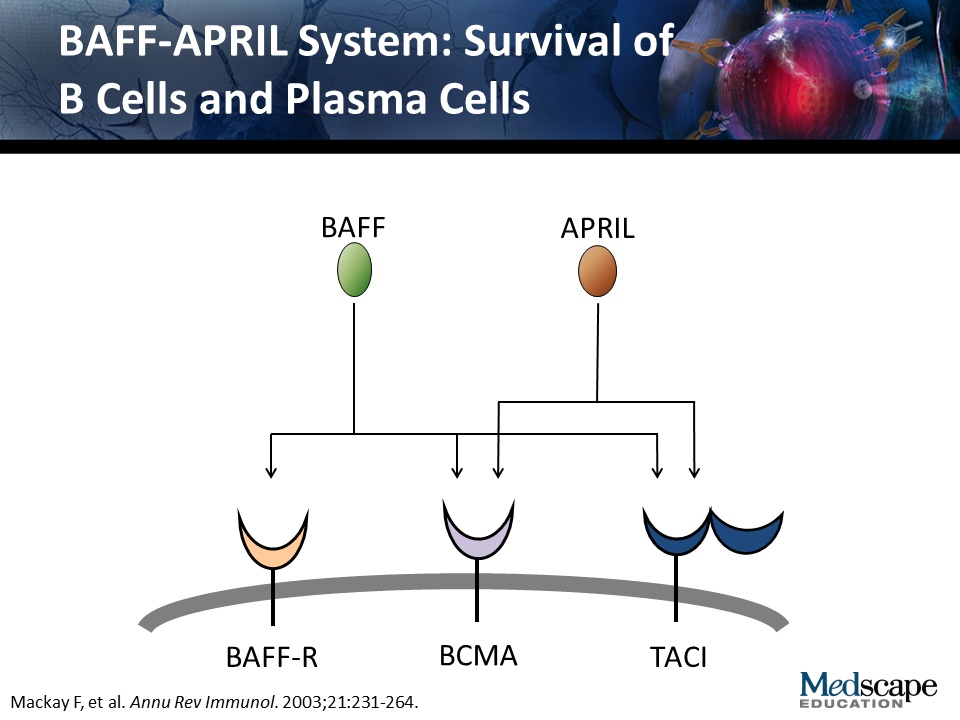 BAFF-APRIL System: Survival of
B Cells and Plasma Cells
BAFF
APRIL
BAFF-R
BCMA
TACI
Mackay F, et al. Annu Rev Immunol. 2003;21:231-264.
Medscape
EDUCATION